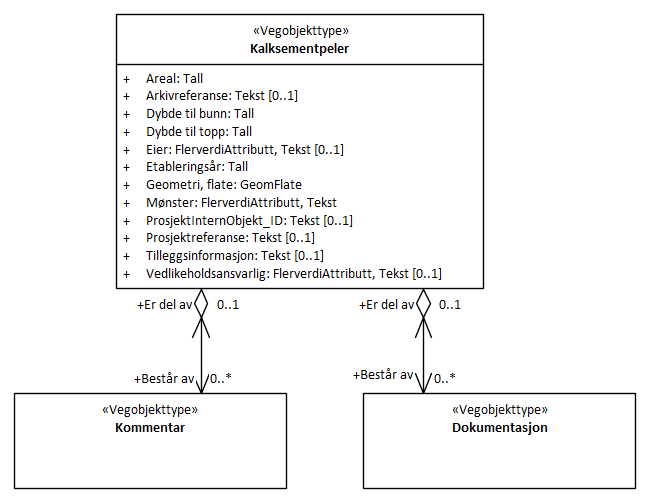 «Vegobjekttype»
Kalksementpeler
+ Areal: Tall
+ Arkivreferanse: Tekst [0..1]
+ Dybde til bunn: Tall
+ Dybde til topp: Tall
+ Eier: FlerverdiAttributt, Tekst [0..1]
+ Etableringsår: Tall
+ Geometri, flate: GeomFlate
+ Mønster: FlerverdiAttributt, Tekst
+ ProsjektInternObjekt_ID: Tekst [0..1]
+ Prosjektreferanse: Tekst [0..1]
+ Tilleggsinformasjon: Tekst [0..1]
+ Vedlikeholdsansvarlig: FlerverdiAttributt, Tekst [0..1]
+Er del av 0..1 +Er del av 0..1
+Består av 0..* +Består av 0..*
«Vegobjekttype» «Vegobjekttype»
Kommentar Dokumentasjon